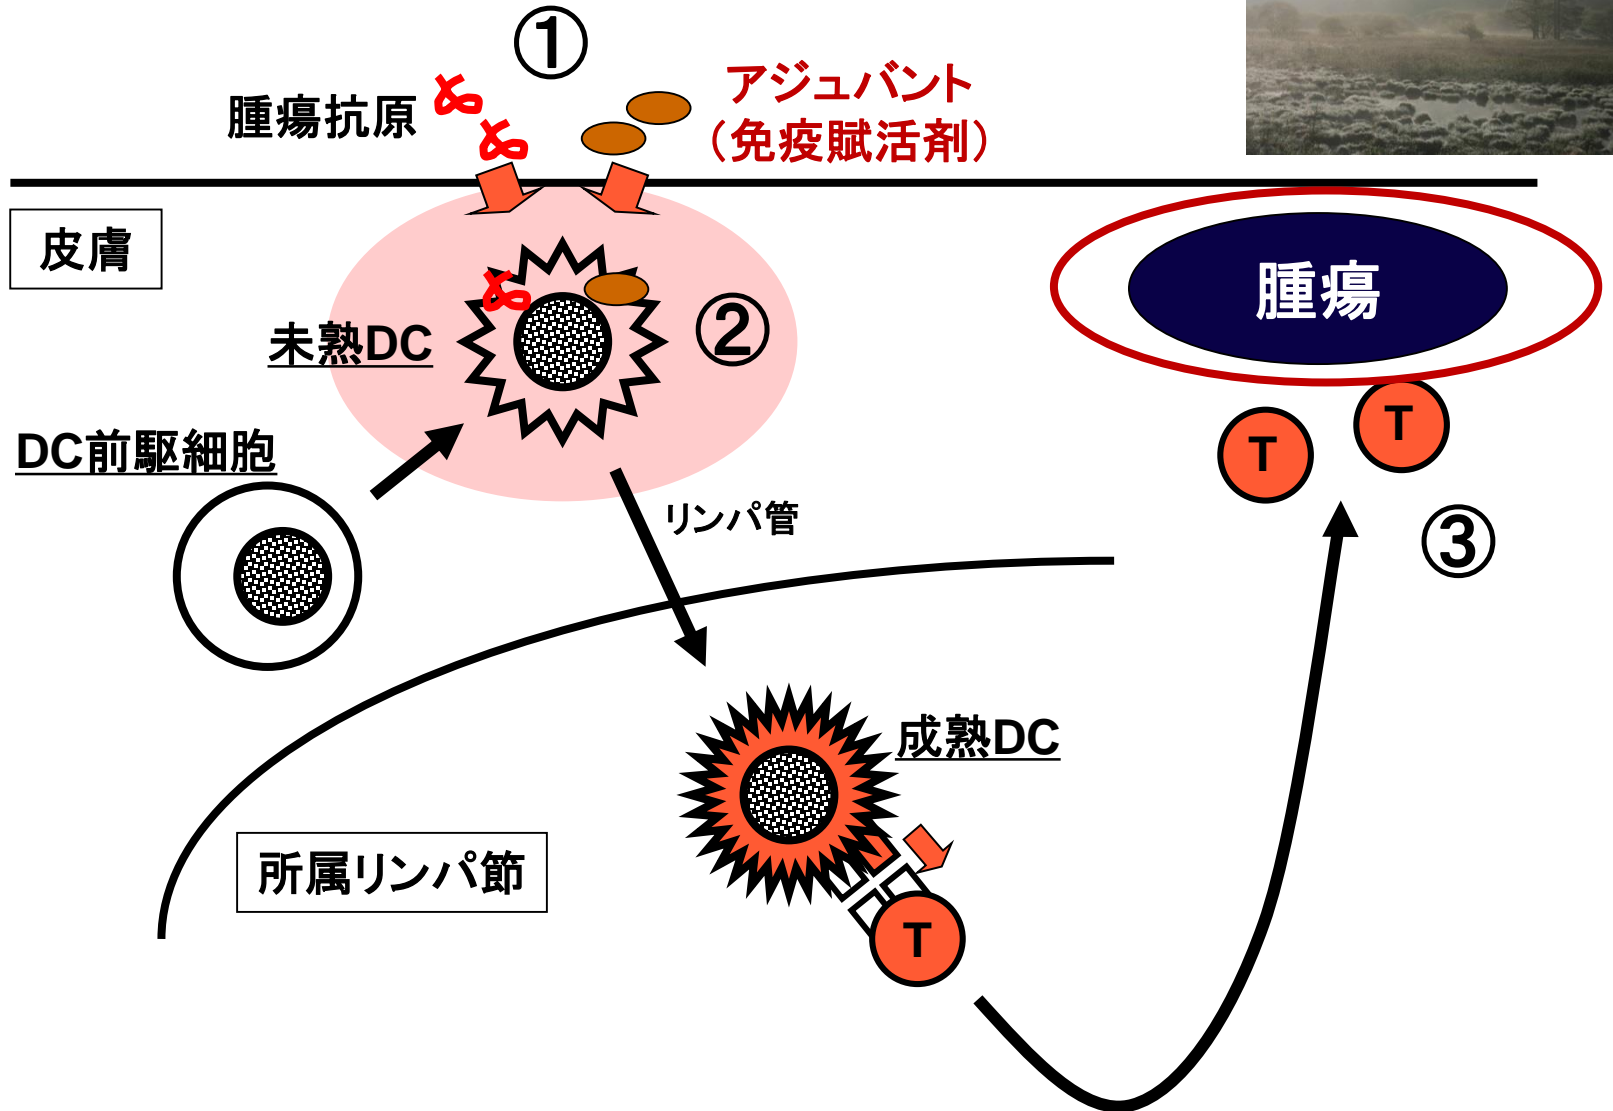 ①
腫瘍抗原
アジュバント
（免疫賦活剤）
皮膚
腫瘍
未熟DC
②
DC前駆細胞
T
T
リンパ管
③
成熟DC
所属リンパ節
T